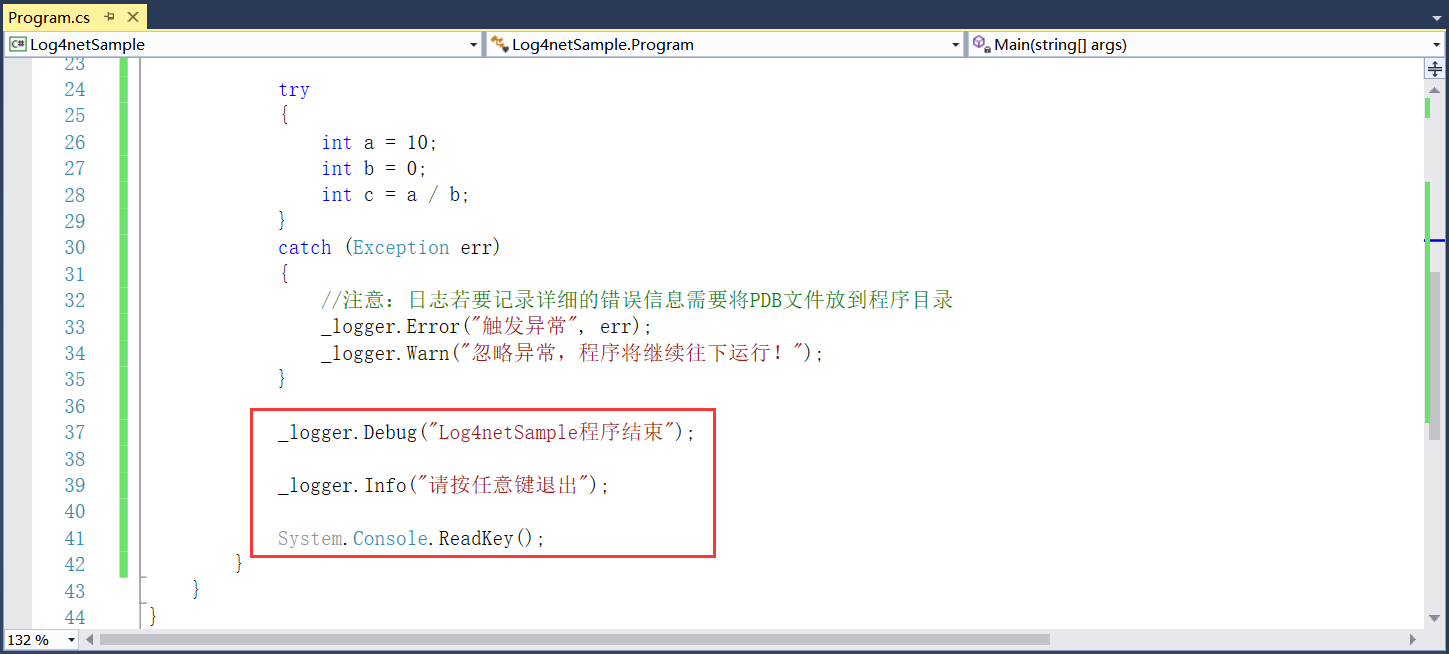 Program.cs
Log4netSample Log4netSample.Program Main(string[] args)
23
24 try
25 {
26 int a = 10;
27 int b = 0;
28 int c = a / b;
29 }
30 catch (Exception err)
31 {
32 //注意：日志若要记录详细的错误信息需要将PDB文件放到程序目录
33 _logger.Error("触发异常", err);
34 _logger.Warn("忽略异常，程序将继续往下运行！");
35 }
36
37 _logger.Debug("Log4netSample程序结束");
38
39 _logger.Info("请按任意键退出");
40
41 System.Console.ReadKey();
42 }
43 }
44 }
132 %